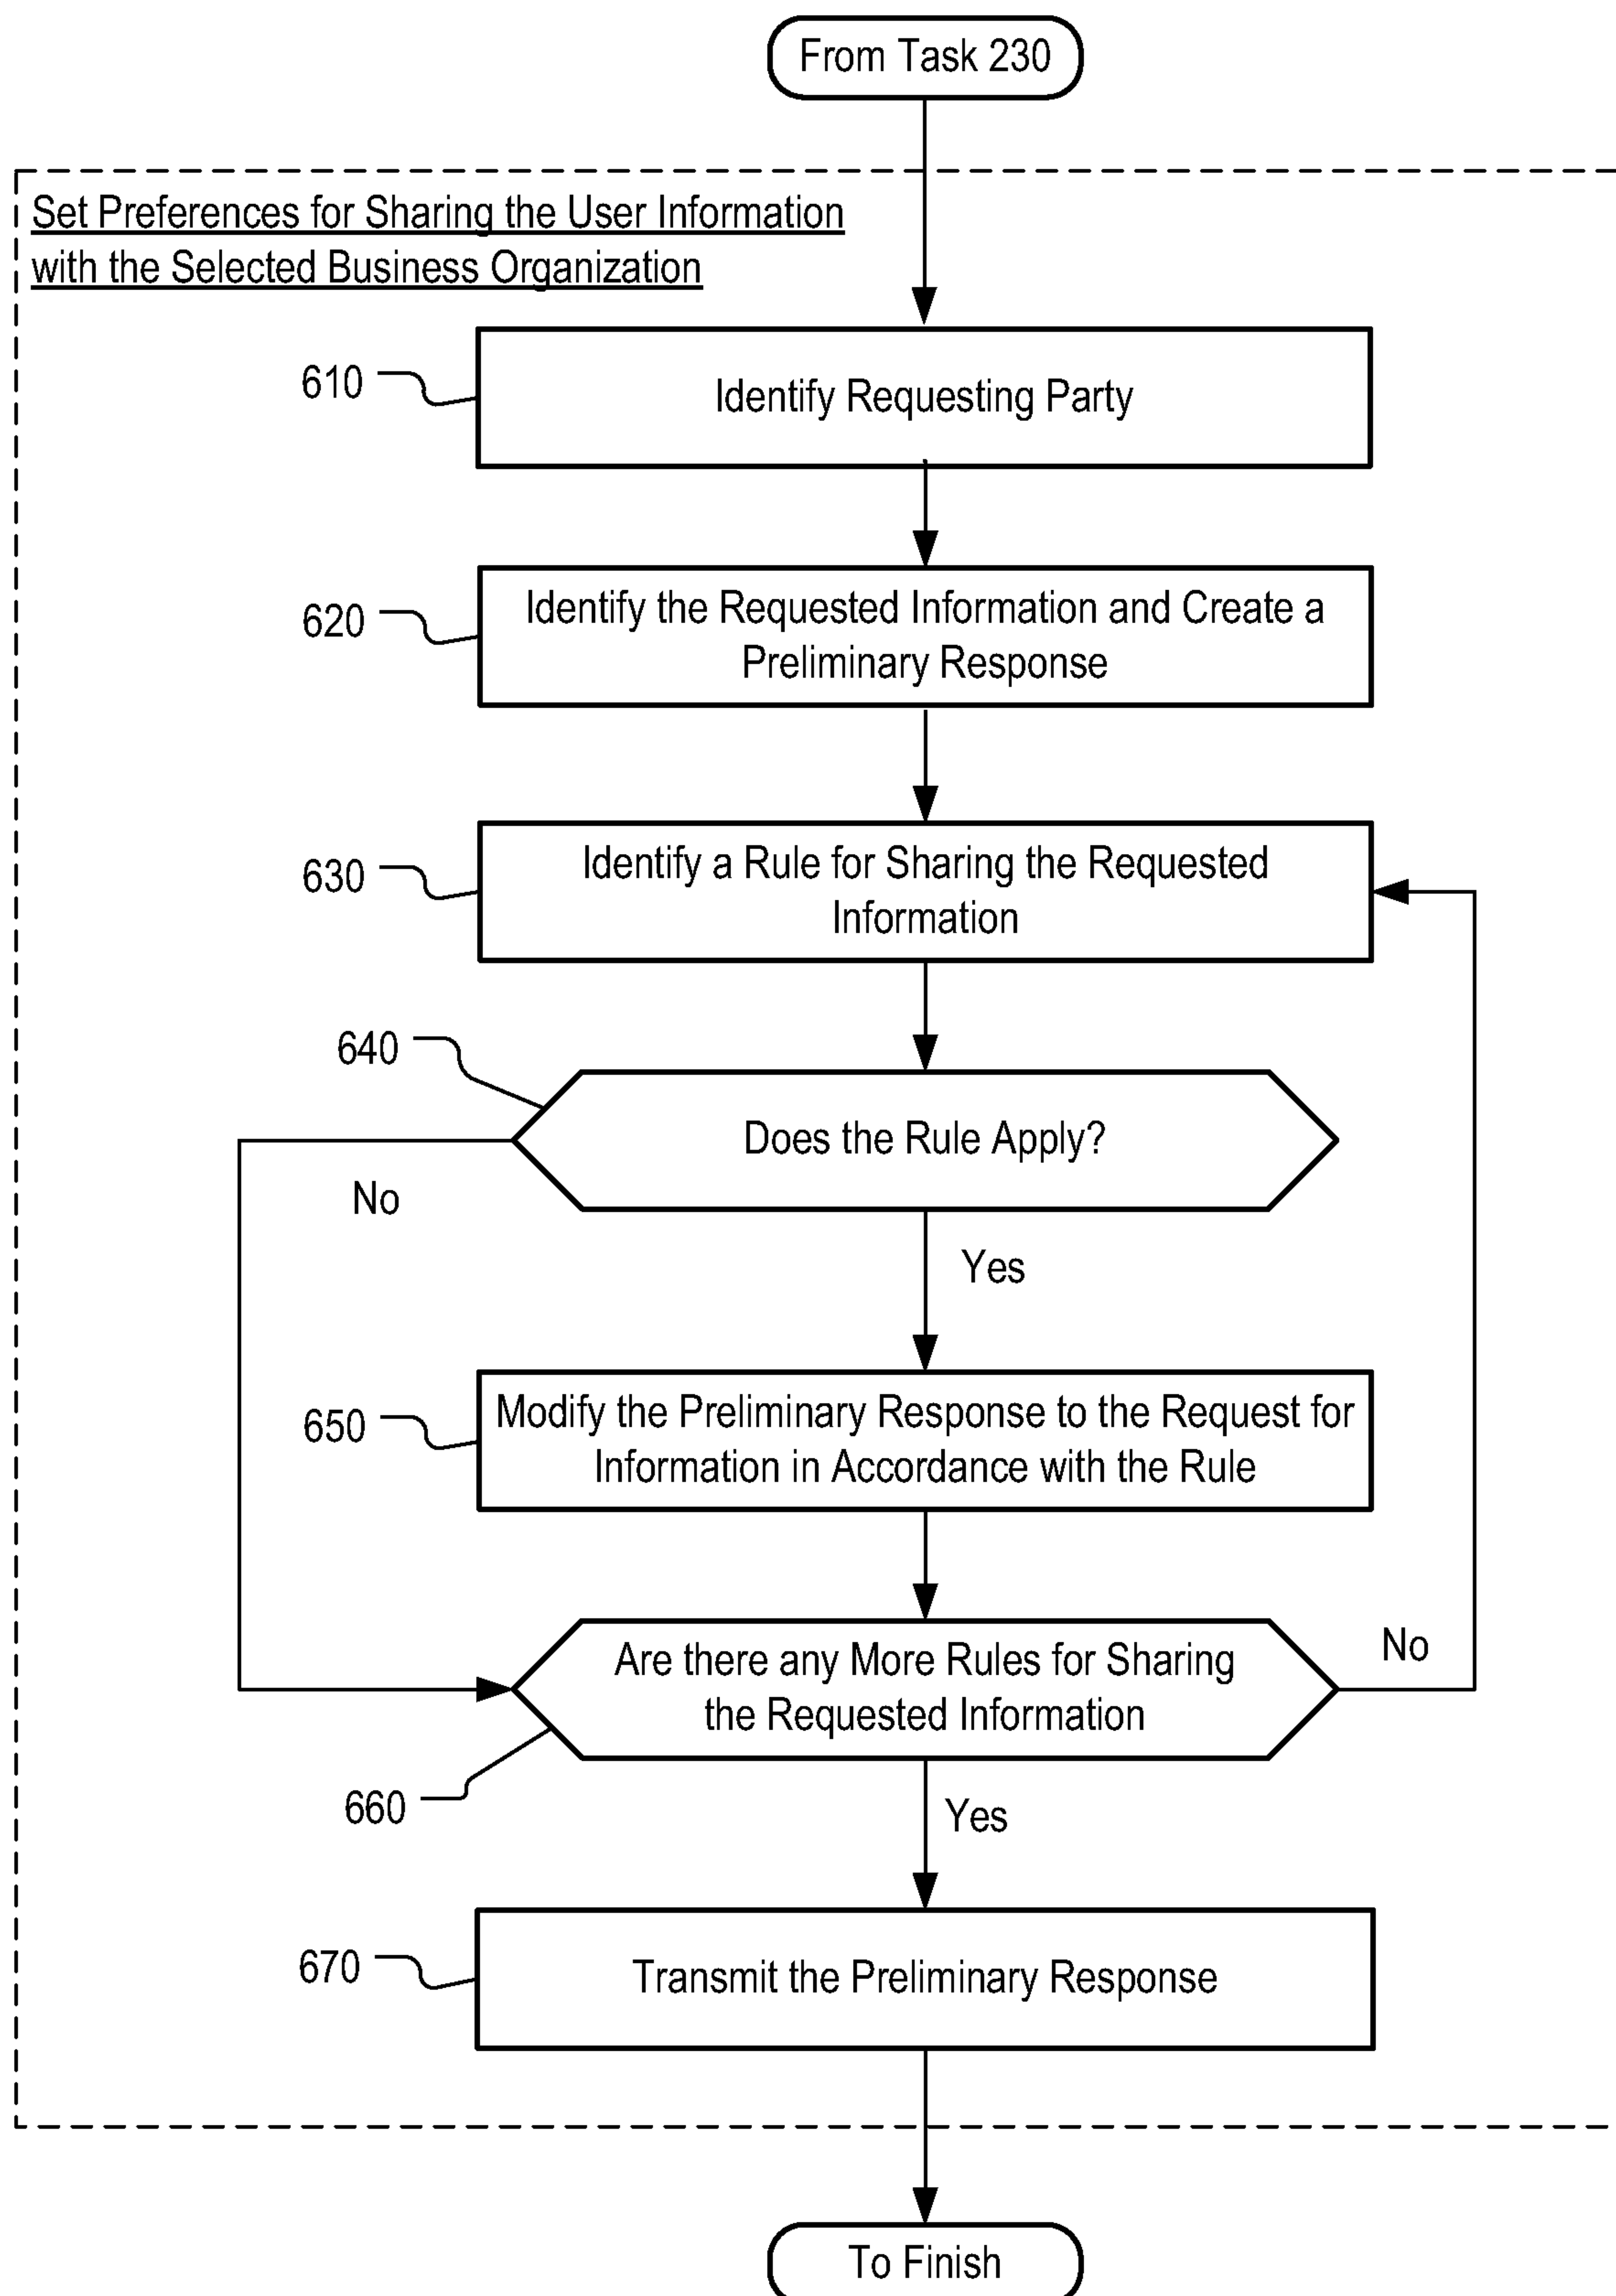 From Task 230
Set Preferences for Sharing the User Information
with the Selected Business Organization
610
Identify Requesting Party
620
Identify the Requested Information and Create a
Preliminary Response
630
Identify a Rule for Sharing the Requested
Information
640
Does the Rule Apply?
No
Yes
650
Modify the Preliminary Response to the Request for
Information in Accordance with the Rule
Are there any More Rules for Sharing
the Requested Information
No
660
Yes
670
Transmit the Preliminary Response
To Finish